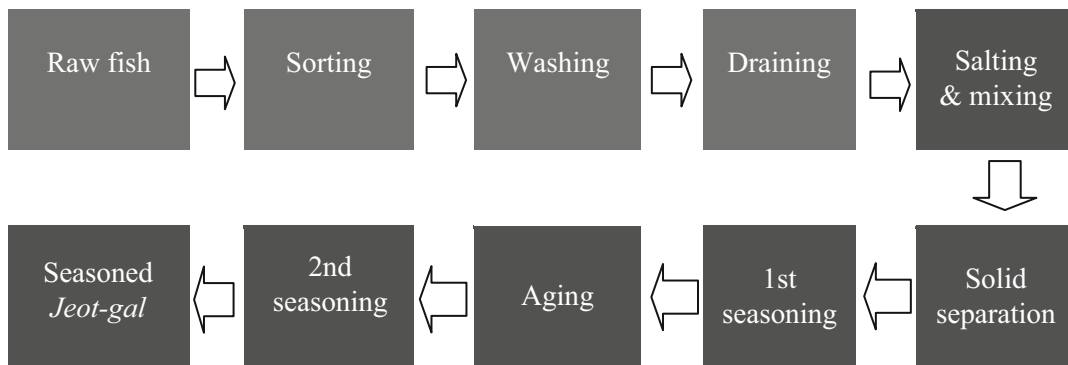 Raw fish
Sorting
Washing
Draining
Salting
& mixing
Solid
separation
1st
seasoning
Aging
2nd
seasoning
Seasoned
Jeot-gal